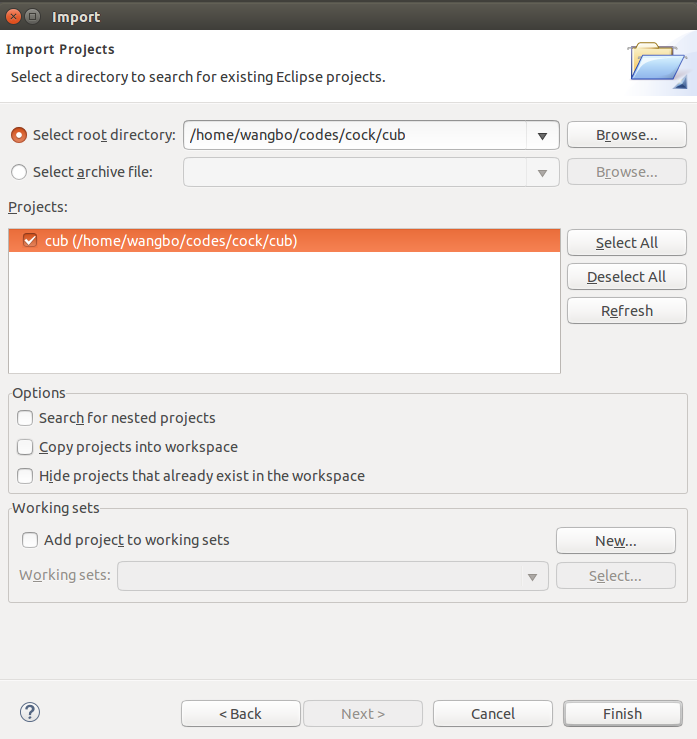 Import
Import Projects
Select a directory to search for existing Eclipse projects.
Select root directory: /home/wangbo/codes/cock/cub Browse...
Select archive file: Browse...
Projects:
cub (/home/wangbo/codes/cock/cub)
Select All
Deselect All
Refresh
Options
Search for nested projects
Copy projects into workspace
Hide projects that already exist in the workspace
Working sets
Add project to working sets New...
Working sets: Select...
? < Back Next > Cancel Finish